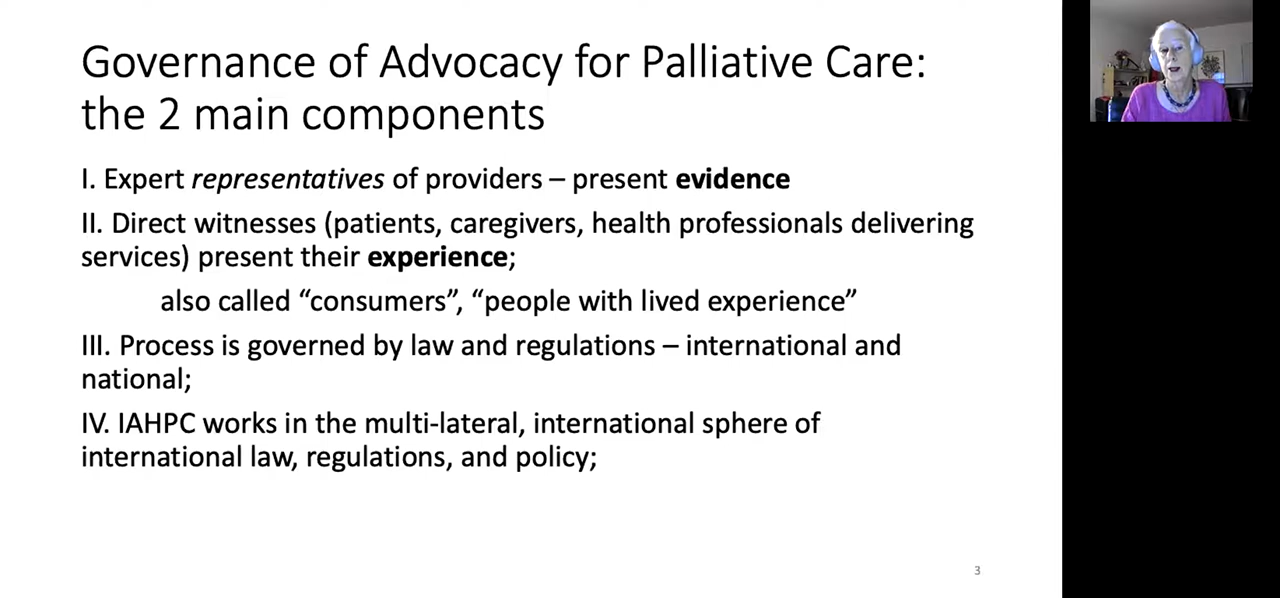 Governance of Advocacy for Palliative Care:
the 2 main components
I. Expert representatives of providers – present evidence
II. Direct witnesses (patients, caregivers, health professionals delivering
services) present their experience;
also called “consumers”, “people with lived experience”
III. Process is governed by law and regulations – international and
national;
IV. IAHPC works in the multi-lateral, international sphere of
international law, regulations, and policy;
3